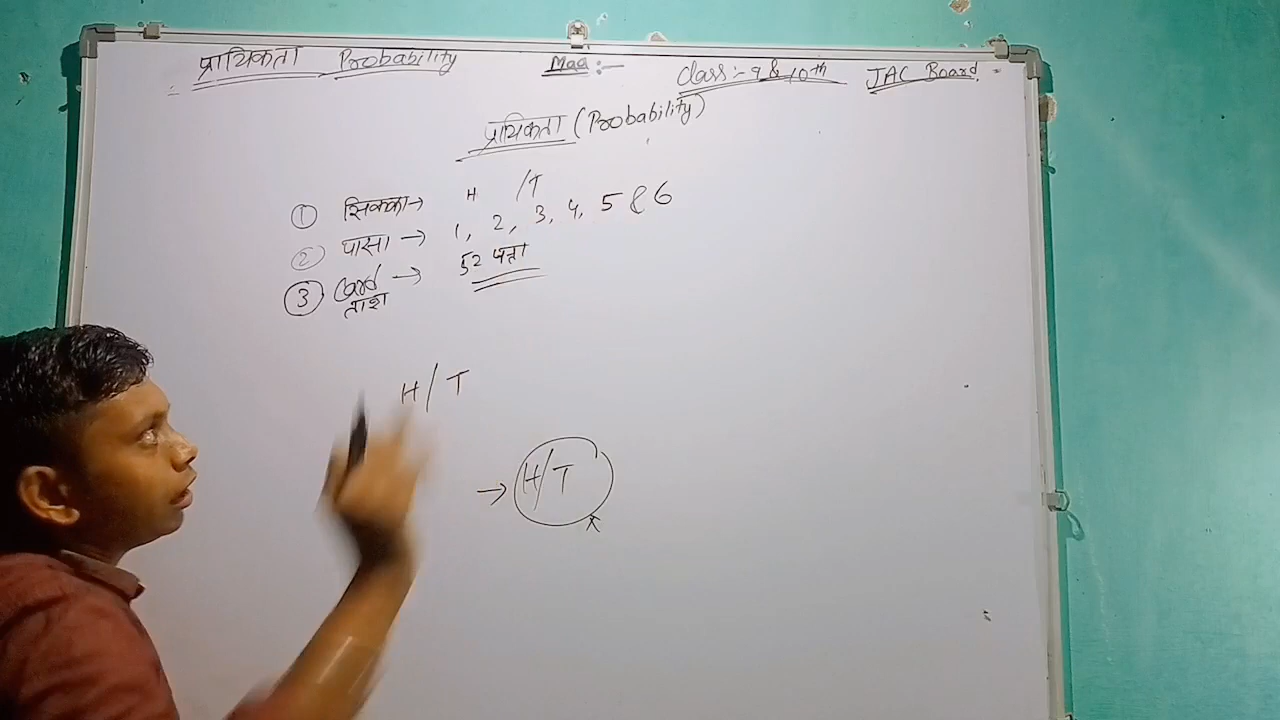 प्रायिकता Probability Maa:- Class:- 9 & 10th JAC Board.
प्रायिकता (Probability)
① सिक्का→ H /T
② पासा → 1, 2, 3, 4, 5 & 6
③ Card → 52 पत्ता
ताश
H / T
→ H/T